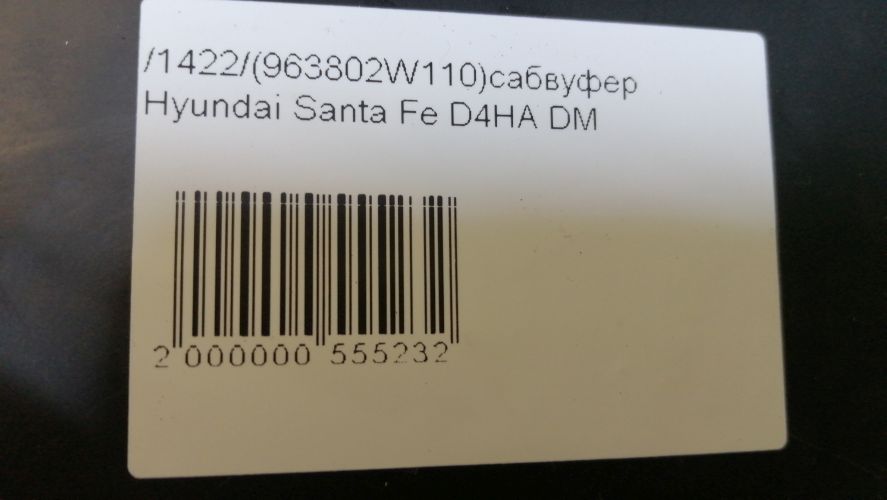 /1422/(963802W110)сабвуфер
Hyundai Santa Fe D4HA DM
2 000000 555232